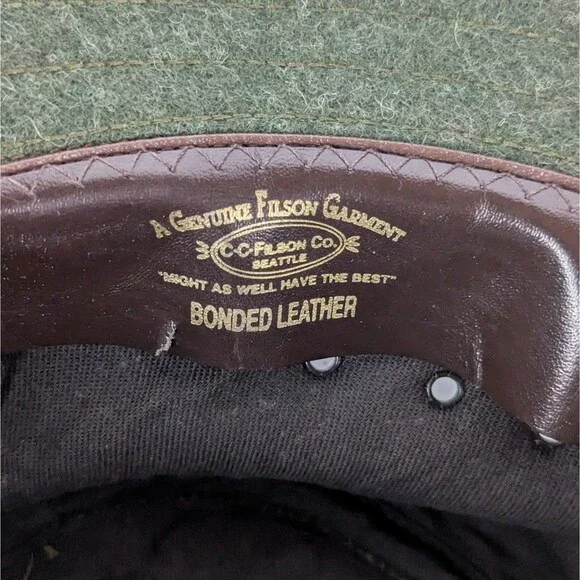 A GENUINE FILSON GARMENT
C·C·FILSON CO.
SEATTLE
"MIGHT AS WELL HAVE THE BEST"
BONDED LEATHER